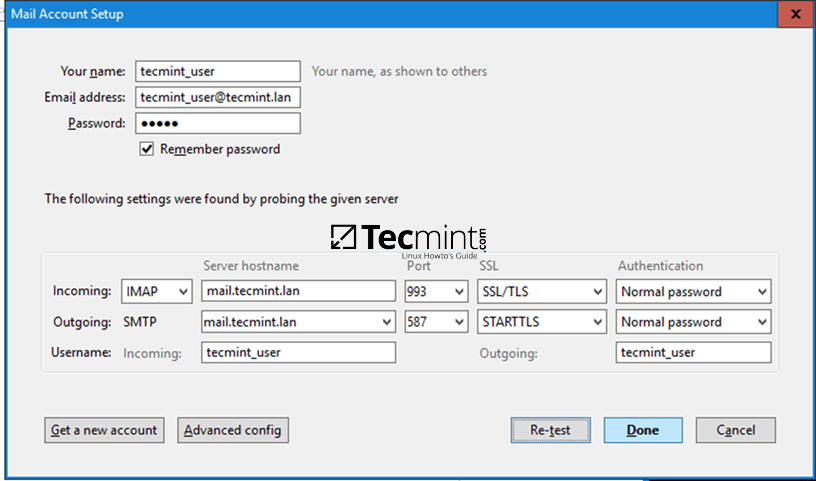 Mail Account Setup
Your name: tecmint_user Your name, as shown to others
Email address: tecmint_user@tecmint.lan
Password: •••••
Remember password
The following settings were found by probing the given server
Tecmint.com
Linux Howto's Guide
Server hostname Port SSL Authentication
Incoming: IMAP mail.tecmint.lan 993 SSL/TLS Normal password
Outgoing: SMTP mail.tecmint.lan 587 STARTTLS Normal password
Username: Incoming: tecmint_user Outgoing: tecmint_user
Get a new account Advanced config Re-test Done Cancel